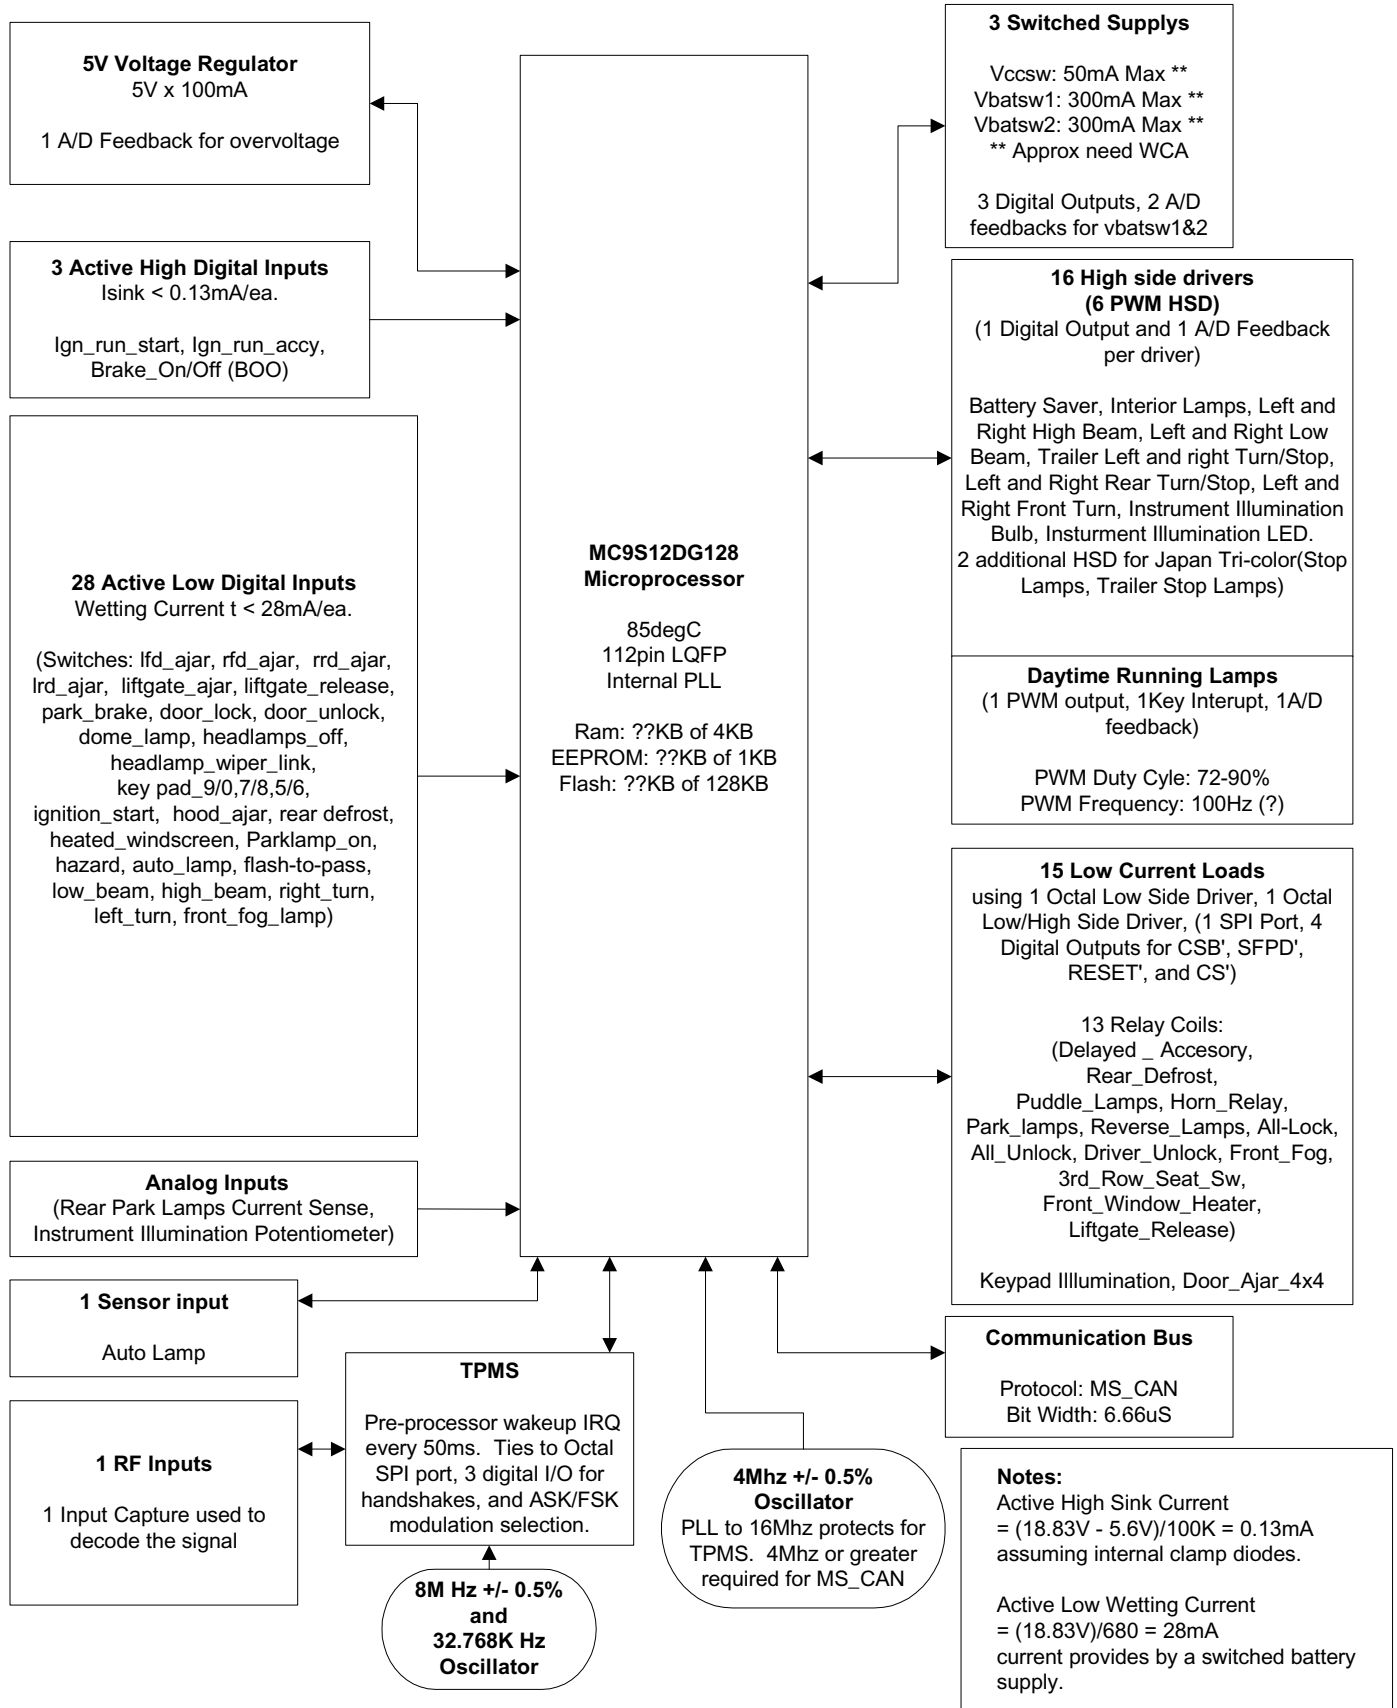 5V Voltage Regulator
5V x 100mA
1 A/D Feedback for overvoltage
3 Active High Digital Inputs
Isink < 0.13mA/ea.
Ign_run_start, Ign_run_accy,
Brake_On/Off (BOO)
28 Active Low Digital Inputs
Wetting Current t < 28mA/ea.
(Switches: lfd_ajar, rfd_ajar, rrd_ajar,
lrd_ajar, liftgate_ajar, liftgate_release,
park_brake, door_lock, door_unlock,
dome_lamp, headlamps_off,
headlamp_wiper_link,
key pad_9/0,7/8,5/6,
ignition_start, hood_ajar, rear defrost,
heated_windscreen, Parklamp_on,
hazard, auto_lamp, flash-to-pass,
low_beam, high_beam, right_turn,
left_turn, front_fog_lamp)
Analog Inputs
(Rear Park Lamps Current Sense,
Instrument Illumination Potentiometer)
1 Sensor input
Auto Lamp
1 RF Inputs
1 Input Capture used to
decode the signal
TPMS
Pre-processor wakeup IRQ
every 50ms. Ties to Octal
SPI port, 3 digital I/O for
handshakes, and ASK/FSK
modulation selection.
8M Hz +/- 0.5%
and
32.768K Hz
Oscillator
MC9S12DG128
Microprocessor
85degC
112pin LQFP
Internal PLL
Ram: ??KB of 4KB
EEPROM: ??KB of 1KB
Flash: ??KB of 128KB
4Mhz +/- 0.5%
Oscillator
PLL to 16Mhz protects for
TPMS. 4Mhz or greater
required for MS_CAN
3 Switched Supplys
Vccsw: 50mA Max **
Vbatsw1: 300mA Max **
Vbatsw2: 300mA Max **
** Approx need WCA
3 Digital Outputs, 2 A/D
feedbacks for vbatsw1&2
16 High side drivers
(6 PWM HSD)
(1 Digital Output and 1 A/D Feedback
per driver)
Battery Saver, Interior Lamps, Left and
Right High Beam, Left and Right Low
Beam, Trailer Left and right Turn/Stop,
Left and Right Rear Turn/Stop, Left and
Right Front Turn, Instrument Illumination
Bulb, Insturment Illumination LED.
2 additional HSD for Japan Tri-color(Stop
Lamps, Trailer Stop Lamps)
Daytime Running Lamps
(1 PWM output, 1Key Interupt, 1A/D
feedback)
PWM Duty Cyle: 72-90%
PWM Frequency: 100Hz (?)
15 Low Current Loads
using 1 Octal Low Side Driver, 1 Octal
Low/High Side Driver, (1 SPI Port, 4
Digital Outputs for CSB', SFPD',
RESET', and CS')
13 Relay Coils:
(Delayed _ Accesory,
Rear_Defrost,
Puddle_Lamps, Horn_Relay,
Park_lamps, Reverse_Lamps, All-Lock,
All_Unlock, Driver_Unlock, Front_Fog,
3rd_Row_Seat_Sw,
Front_Window_Heater,
Liftgate_Release)
Keypad Illlumination, Door_Ajar_4x4
Communication Bus
Protocol: MS_CAN
Bit Width: 6.66uS
Notes:
Active High Sink Current
= (18.83V - 5.6V)/100K = 0.13mA
assuming internal clamp diodes.
Active Low Wetting Current
= (18.83V)/680 = 28mA
current provides by a switched battery
supply.